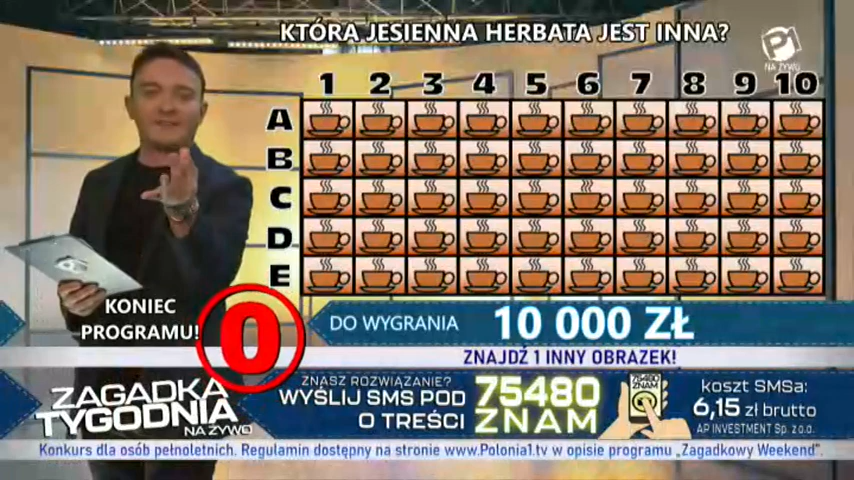 KTÓRA JESIENNA HERBATA JEST INNA?
P1
NA ŻYWO
1 2 3 4 5 6 7 8 9 10
A
B
C
D
E
KONIEC
PROGRAMU!
0
DO WYGRANIA 10 000 ZŁ
ZNAJDŹ 1 INNY OBRAZEK!
ZAGADKA
TYGODNIA
NA ŻYWO
ZNASZ ROZWIĄZANIE?
WYŚLIJ SMS POD
O TREŚCI
75480
ZNAM
75480
ZNAM
koszt SMSa:
6,15 zł brutto
AP INVESTMENT Sp. z o.o.
Konkurs dla osób pełnoletnich. Regulamin dostępny na stronie www.Polonia1.tv w opisie programu „Zagadkowy Weekend”.